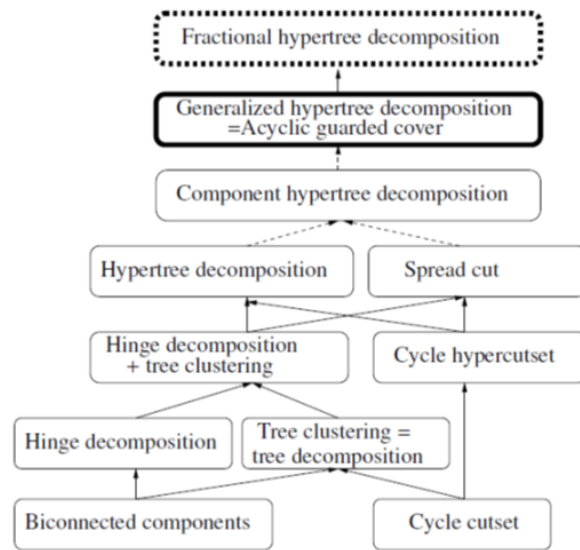 Fractional hypertree decomposition
Generalized hypertree decomposition
=Acyclic guarded cover
Component hypertree decomposition
Hypertree decomposition
Spread cut
Hinge decomposition
+ tree clustering
Cycle hypercutset
Hinge decomposition
Tree clustering =
tree decomposition
Biconnected components
Cycle cutset